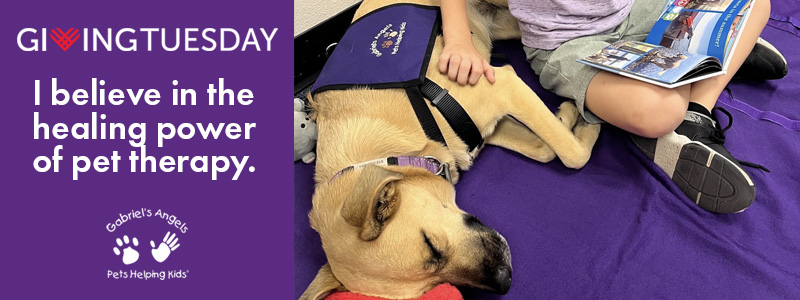 GIVINGTUESDAY
I believe in the
healing power
of pet therapy.
Gabriel's Angels
Pets Helping Kids®